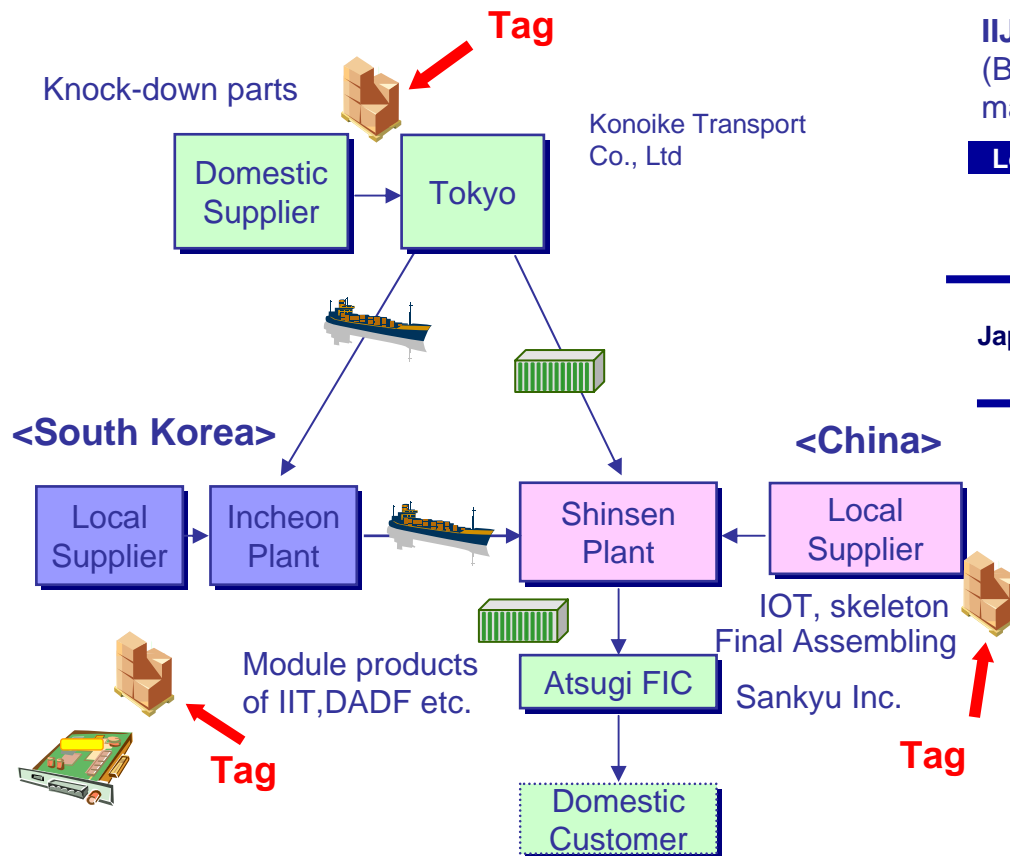 Tag
Knock-down parts
Konoike Transport
Co., Ltd
Domestic
Supplier
Tokyo
<South Korea>
<China>
Local
Supplier
Incheon
Plant
Shinsen
Plant
Local
Supplier
IOT, skeleton
Final Assembling
Module products
of IIT,DADF etc.
Atsugi FIC
Sankyu Inc.
Tag
Tag
Domestic
Customer